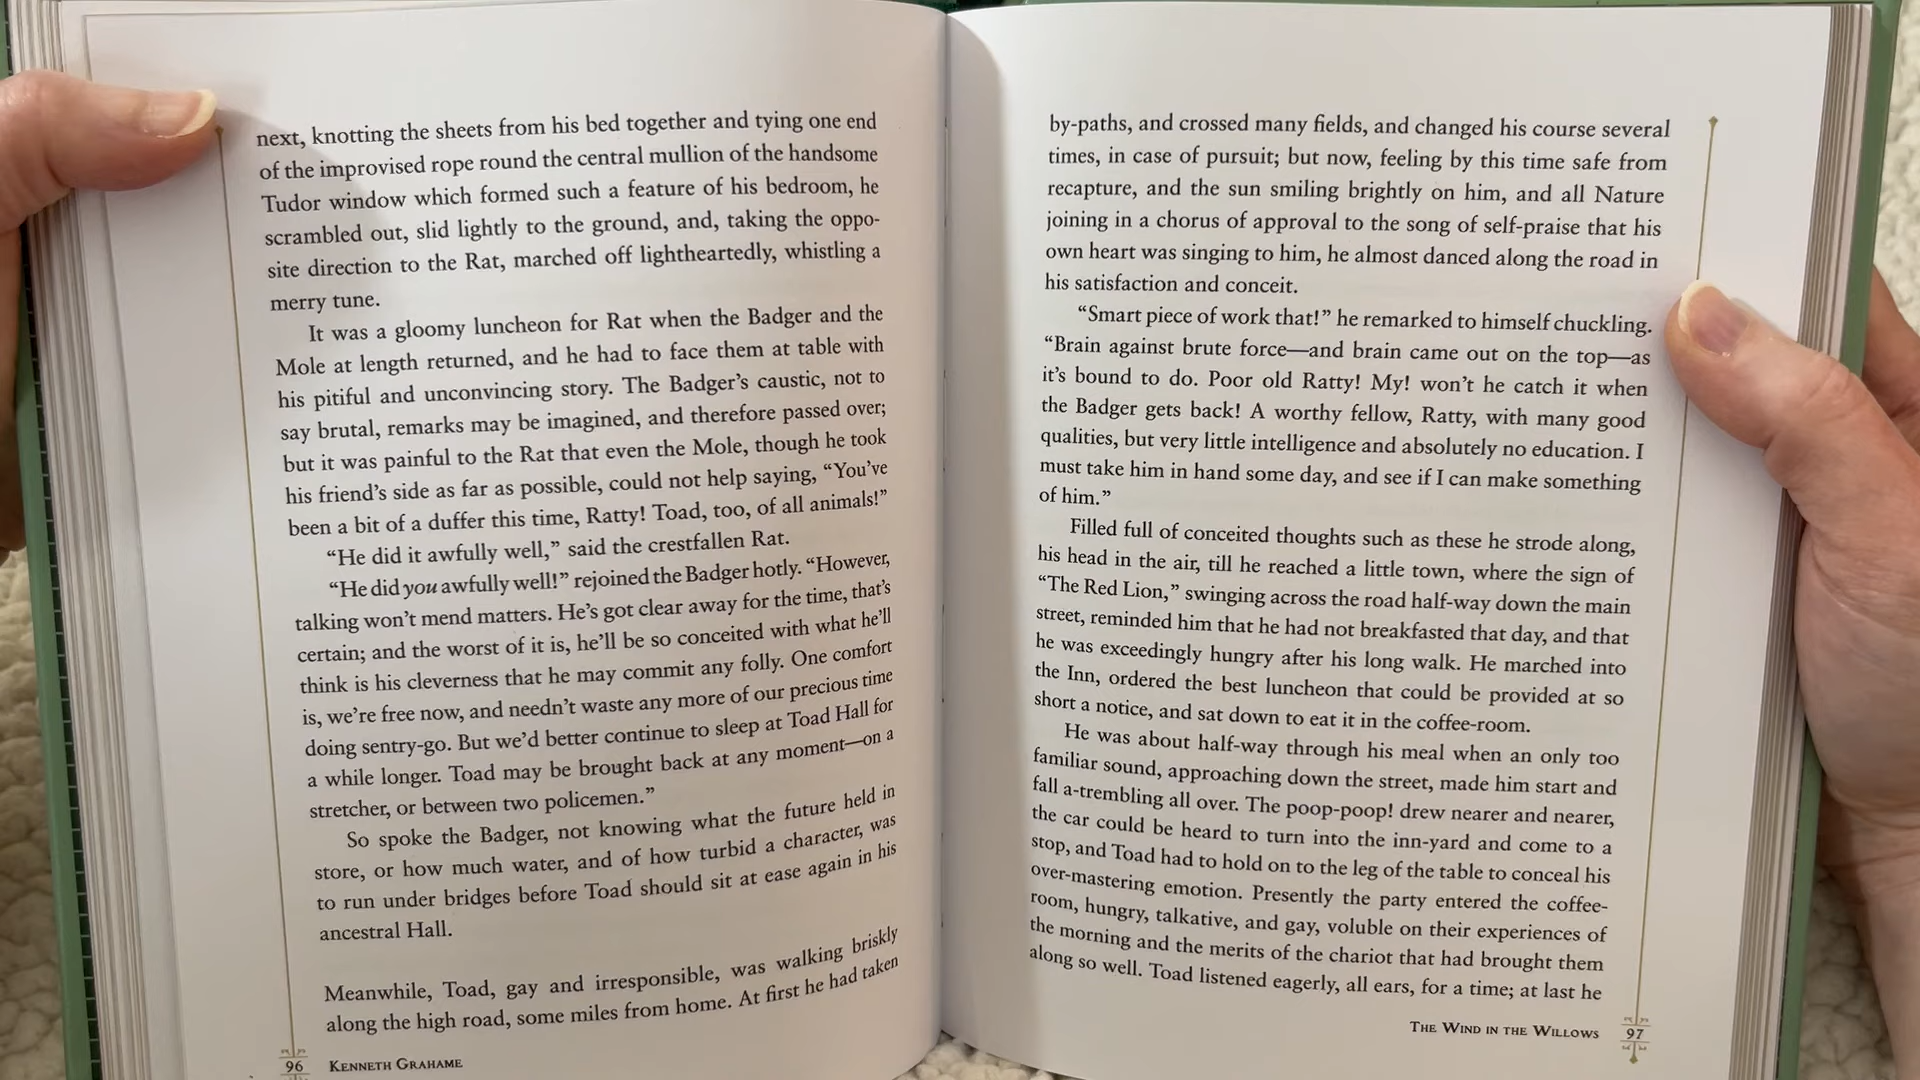 next, knotting the sheets from his bed together and tying one end
of the improvised rope round the central mullion of the handsome
Tudor window which formed such a feature of his bedroom, he
scrambled out, slid lightly to the ground, and, taking the oppo-
site direction to the Rat, marched off lightheartedly, whistling a
merry tune.
It was a gloomy luncheon for Rat when the Badger and the
Mole at length returned, and he had to face them at table with
his pitiful and unconvincing story. The Badger's caustic, not to
say brutal, remarks may be imagined, and therefore passed over;
but it was painful to the Rat that even the Mole, though he took
his friend's side as far as possible, could not help saying, “You've
been a bit of a duffer this time, Ratty! Toad, too, of all animals!”
“He did it awfully well,” said the crestfallen Rat.
“He did you awfully well!” rejoined the Badger hotly. “However,
talking won't mend matters. He's got clear away for the time, that's
certain; and the worst of it is, he'll be so conceited with what he'll
think is his cleverness that he may commit any folly. One comfort
is, we're free now, and needn't waste any more of our precious time
doing sentry-go. But we'd better continue to sleep at Toad Hall for
a while longer. Toad may be brought back at any moment—on a
stretcher, or between two policemen.”
So spoke the Badger, not knowing what the future held in
store, or how much water, and of how turbid a character, was
to run under bridges before Toad should sit at ease again in his
ancestral Hall.
Meanwhile, Toad, gay and irresponsible, was walking briskly
along the high road, some miles from home. At first he had taken
96 KENNETH GRAHAME
by-paths, and crossed many fields, and changed his course several
times, in case of pursuit; but now, feeling by this time safe from
recapture, and the sun smiling brightly on him, and all Nature
joining in a chorus of approval to the song of self-praise that his
own heart was singing to him, he almost danced along the road in
his satisfaction and conceit.
“Smart piece of work that!” he remarked to himself chuckling.
“Brain against brute force—and brain came out on the top—as
it's bound to do. Poor old Ratty! My! won't he catch it when
the Badger gets back! A worthy fellow, Ratty, with many good
qualities, but very little intelligence and absolutely no education. I
must take him in hand some day, and see if I can make something
of him.”
Filled full of conceited thoughts such as these he strode along,
his head in the air, till he reached a little town, where the sign of
“The Red Lion,” swinging across the road half-way down the main
street, reminded him that he had not breakfasted that day, and that
he was exceedingly hungry after his long walk. He marched into
the Inn, ordered the best luncheon that could be provided at so
short a notice, and sat down to eat it in the coffee-room.
He was about half-way through his meal when an only too
familiar sound, approaching down the street, made him start and
fall a-trembling all over. The poop-poop! drew nearer and nearer,
the car could be heard to turn into the inn-yard and come to a
stop, and Toad had to hold on to the leg of the table to conceal his
over-mastering emotion. Presently the party entered the coffee-
room, hungry, talkative, and gay, voluble on their experiences of
the morning and the merits of the chariot that had brought them
along so well. Toad listened eagerly, all ears, for a time; at last he
THE WIND IN THE WILLOWS 97